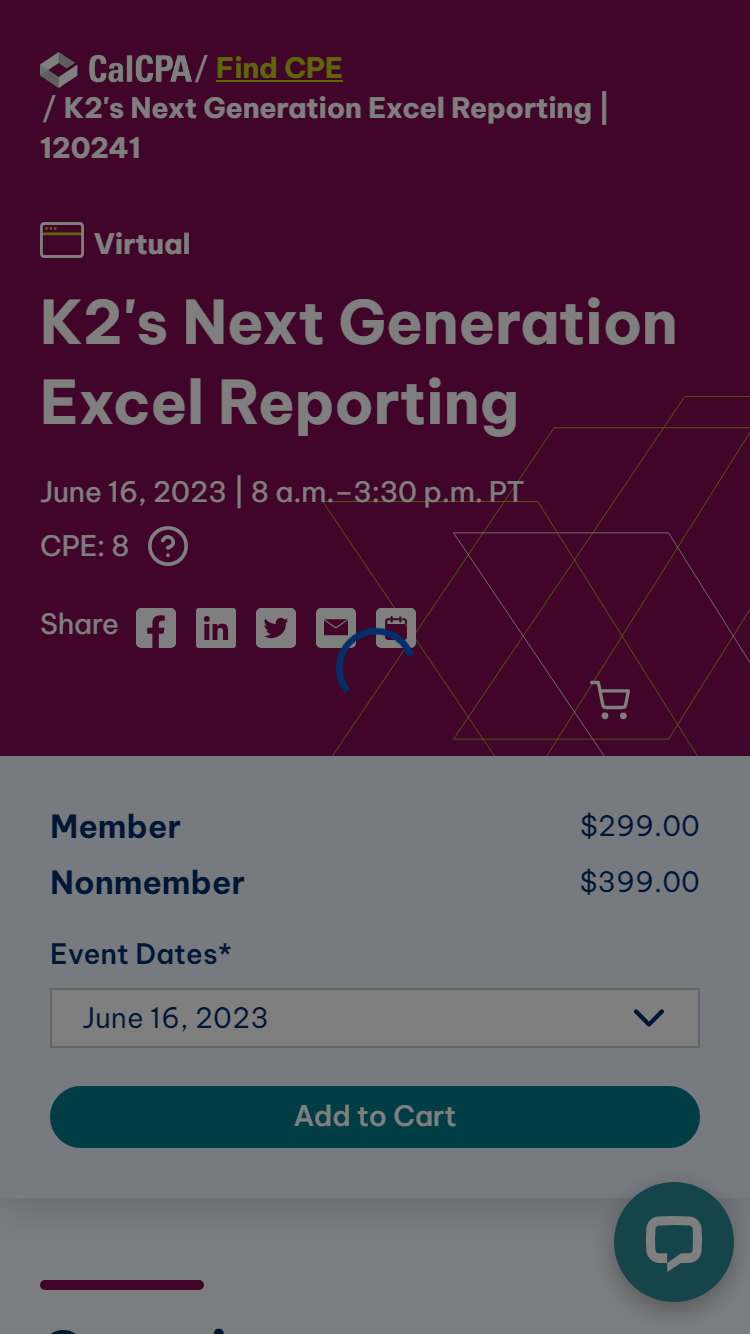 CalCPA / Find CPE
/ K2's Next Generation Excel Reporting |
120241
Virtual
K2's Next Generation
Excel Reporting
June 16, 2023 | 8 a.m.–3:30 p.m. PT
CPE: 8 ?
Share
Member $299.00
Nonmember $399.00
Event Dates*
June 16, 2023
Add to Cart